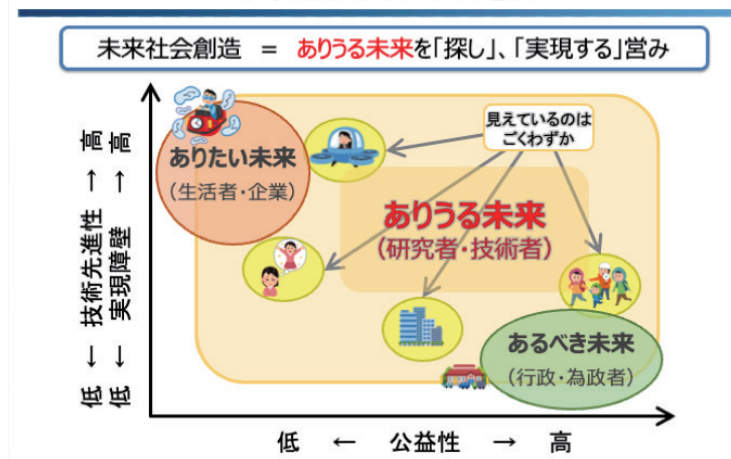 未来社会創造 = ありうる未来を「探し」、「実現する」営み
見えているのは
ごくわずか
ありたい未来
(生活者・企業)
ありうる未来
(研究者・技術者)
あるべき未来
(行政・為政者)
低 ← 技術先進性 → 高
低 ← 実現障壁 → 高
低 ← 公益性 → 高